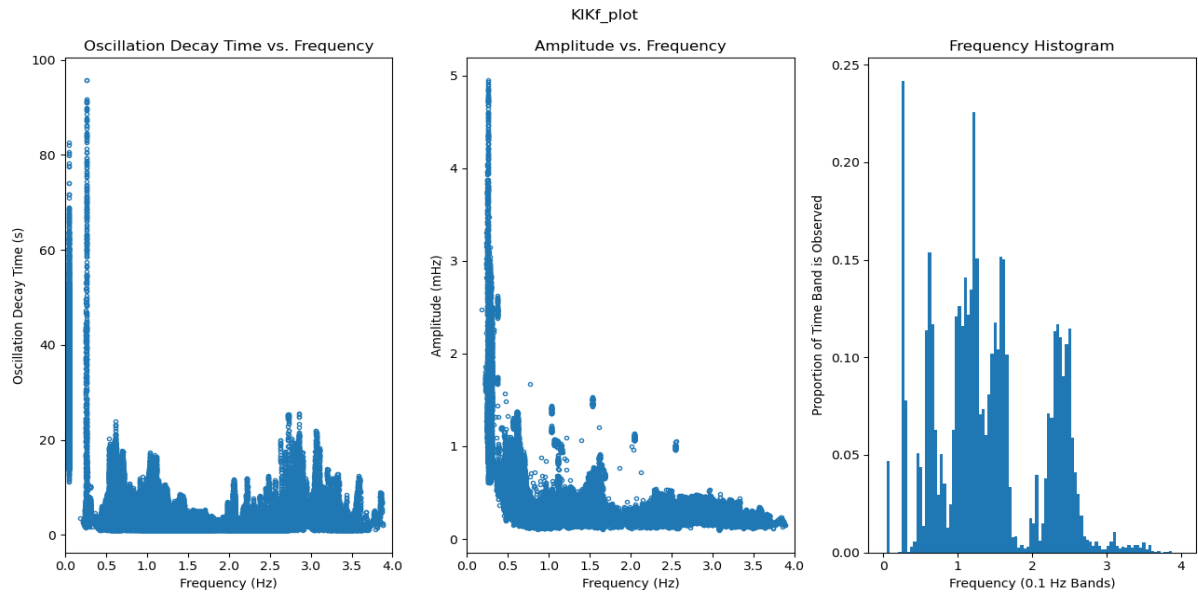 KIKf_plot
Oscillation Decay Time vs. Frequency
Oscillation Decay Time (s)
100
80
60
40
20
0
0.0 0.5 1.0 1.5 2.0 2.5 3.0 3.5 4.0
Frequency (Hz)
Amplitude vs. Frequency
Amplitude (mHz)
5
4
3
2
1
0
0.0 0.5 1.0 1.5 2.0 2.5 3.0 3.5 4.0
Frequency (Hz)
Frequency Histogram
Proportion of Time Band is Observed
0.25
0.20
0.15
0.10
0.05
0.00
0 1 2 3 4
Frequency (0.1 Hz Bands)